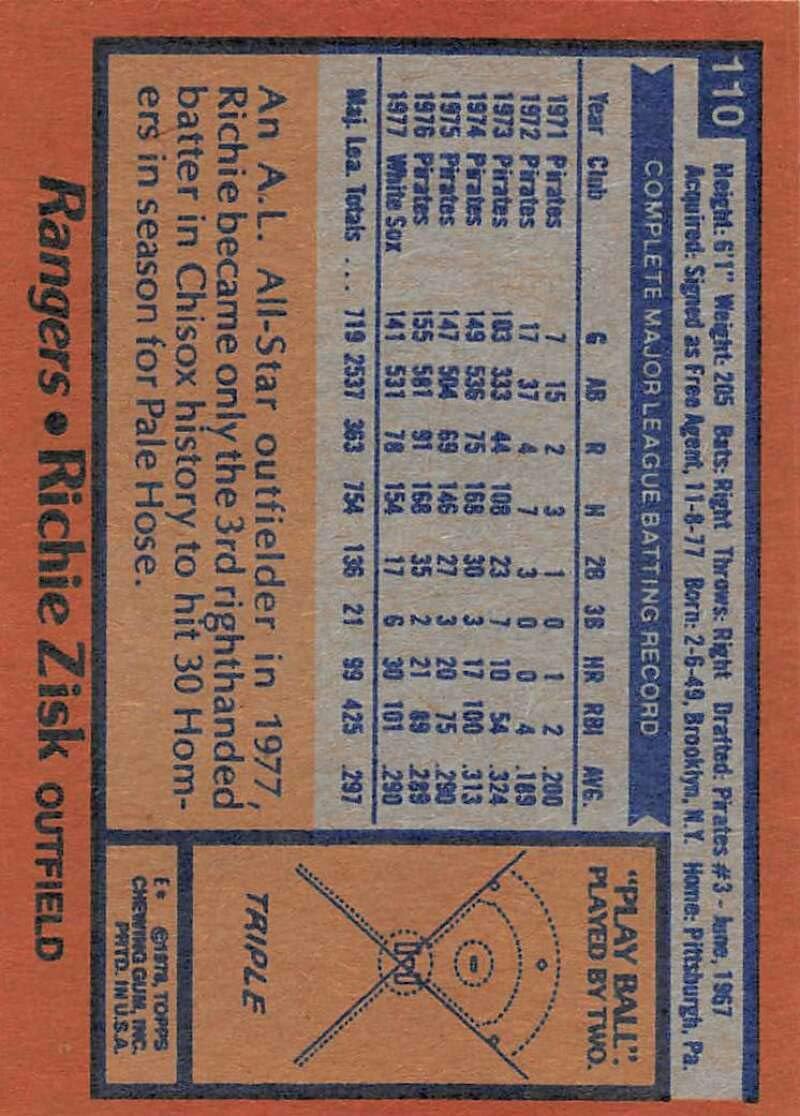 110
Height: 6'1" Weight: 205 Bats: Right Throws: Right Drafted: Pirates #3 - June, 1967
Acquired: Signed as Free Agent, 11-8-77 Born: 2-6-49, Brooklyn, N.Y. Home: Pittsburgh, Pa.
COMPLETE MAJOR LEAGUE BATTING RECORD
Year Club G AB R H 2B 3B HR RBI AVG.
1971 Pirates 7 15 2 3 1 0 1 2 .200
1972 Pirates 17 37 4 7 3 0 0 4 .189
1973 Pirates 103 333 44 108 23 7 10 54 .324
1974 Pirates 149 536 75 168 30 3 17 100 .313
1975 Pirates 147 504 69 146 27 3 20 75 .290
1976 Pirates 155 581 91 168 35 2 21 89 .289
1977 White Sox 141 531 78 154 17 6 30 101 .290
Maj. Lea. Totals ... 719 2537 363 754 136 21 99 425 .297
An A.L. All-Star outfielder in 1977,
Richie became only the 3rd righthanded
batter in Chisox history to hit 30 Hom-
ers in season for Pale Hose.
"PLAY BALL":
PLAYED BY TWO.
TRIPLE
E* ©1978, TOPPS
CHEWING GUM, INC.
PRTD. IN U.S.A.
Rangers • Richie Zisk OUTFIELD